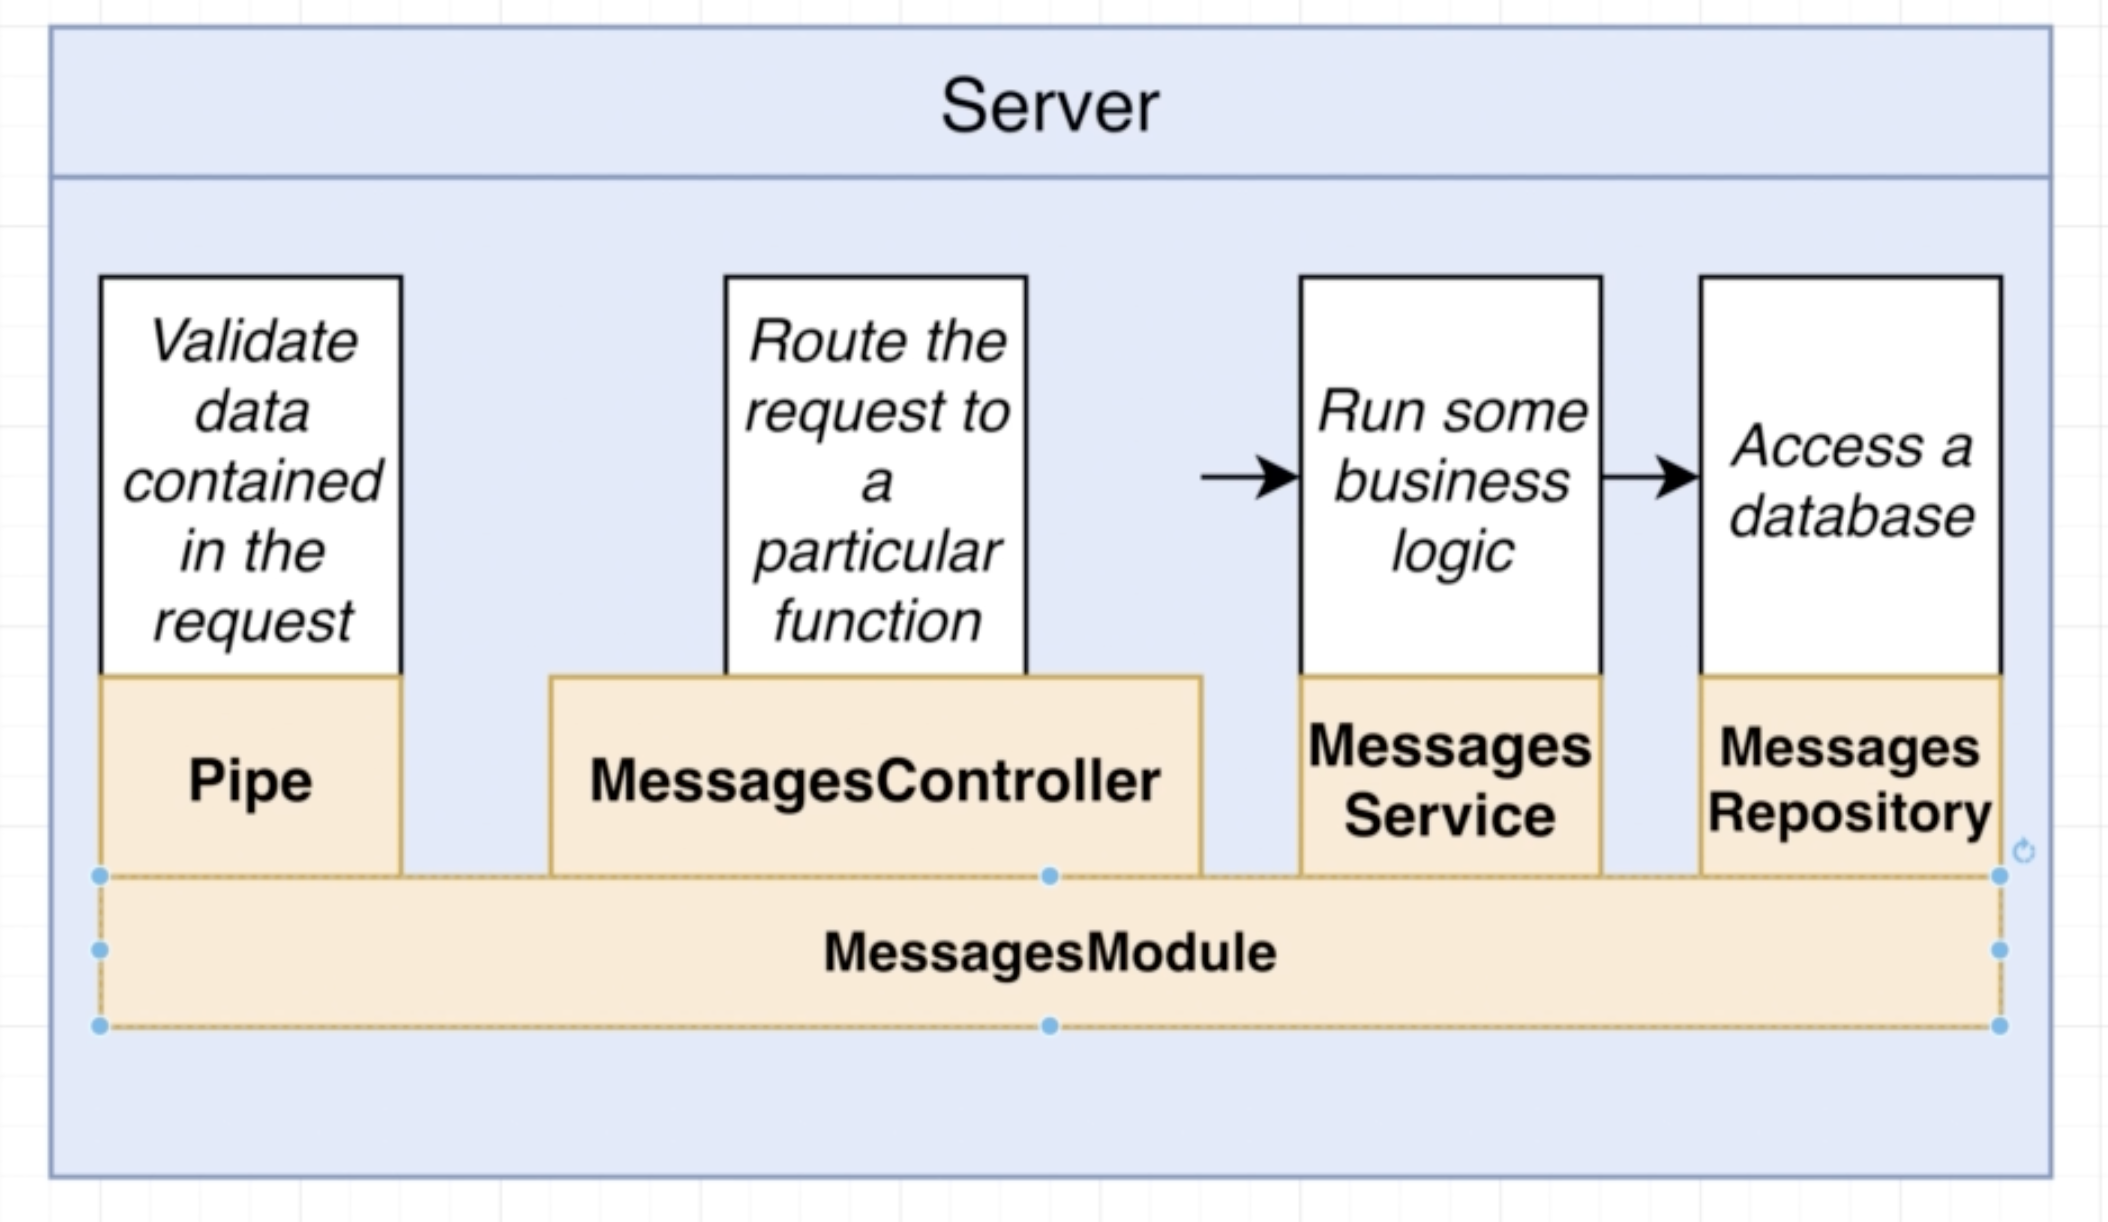 Server
Validate
data
contained
in the
request
Route the
request to
a
particular
function
Run some
business
logic
Access a
database
Pipe
MessagesController
Messages
Service
Messages
Repository
MessagesModule